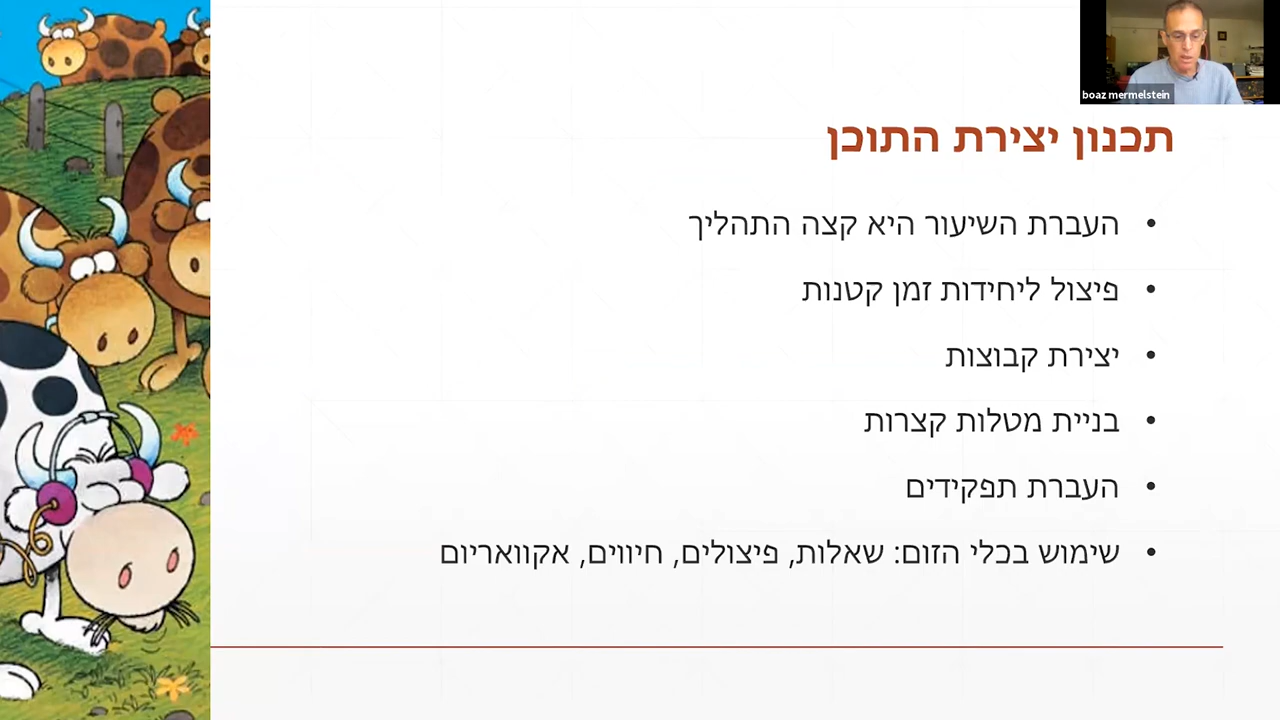 boaz mermelstein
תכנון יצירת התוכן
• העברת השיעור היא קצה התהליך
• פיצול ליחידות זמן קטנות
• יצירת קבוצות
• בניית מטלות קצרות
• העברת תפקידים
• שימוש בכלי הזום: שאלות, פיצולים, חיווים, אקוואריום